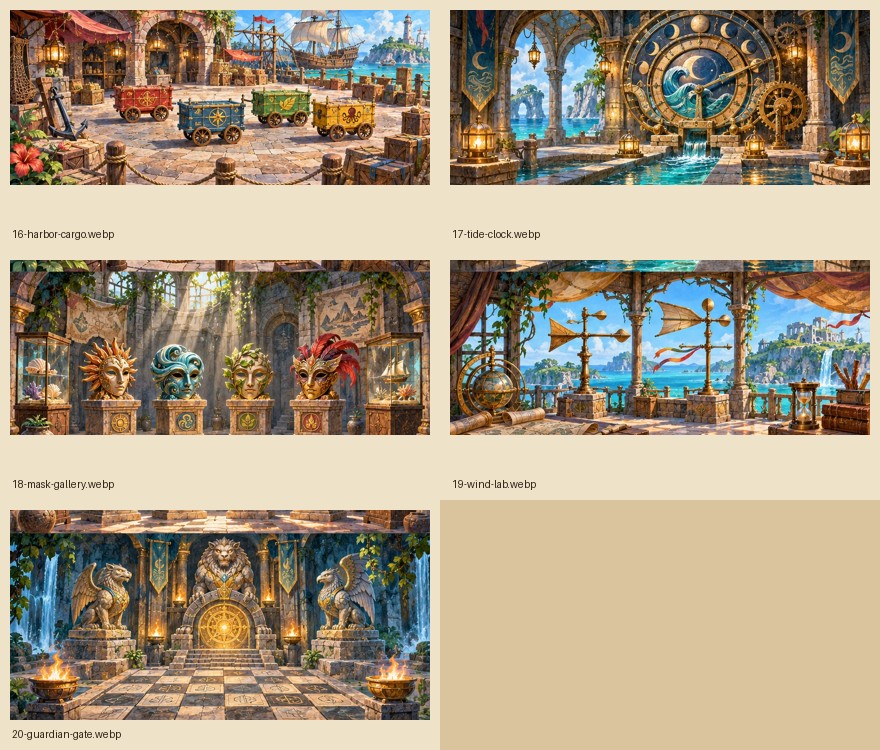 16-harbor-cargo.webp
17-tide-clock.webp
18-mask-gallery.webp
19-wind-lab.webp
20-guardian-gate.webp